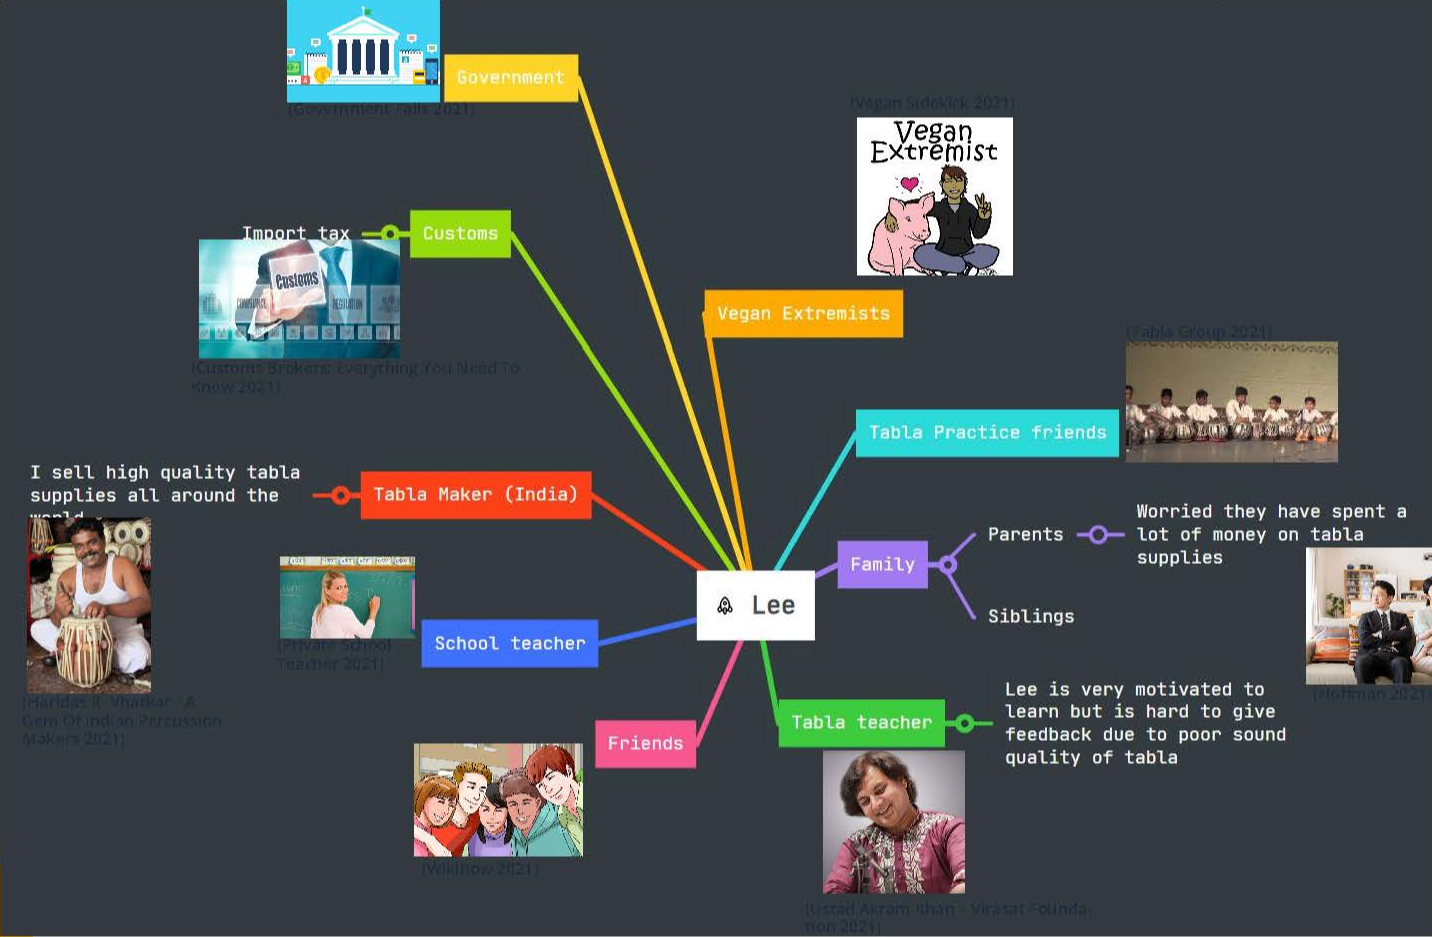 Government
(Government Fails 2021)
(Vegan Sidekick 2021)
Vegan
Extremist
Import tax
Customs
Customs
COMPLIANCE
REGULATION
(Customs Brokers: Everything You Need To
Know 2021)
Vegan Extremists
(Tabla Group 2021)
Tabla Practice friends
I sell high quality tabla
supplies all around the
world
Tabla Maker (India)
Worried they have spent a
lot of money on tabla
supplies
Parents
Family
Siblings
(Hoffman 2021)
Lee
School teacher
(Private School
Teacher 2021)
(Haridas R. Vhatkar - A
Gem Of Indian Percussion
Makers 2021)
Lee is very motivated to
learn but is hard to give
feedback due to poor sound
quality of tabla
Tabla teacher
Friends
(Wikihow 2021)
(Ustad Akram Khan - Virasat Founda-
tion 2021)